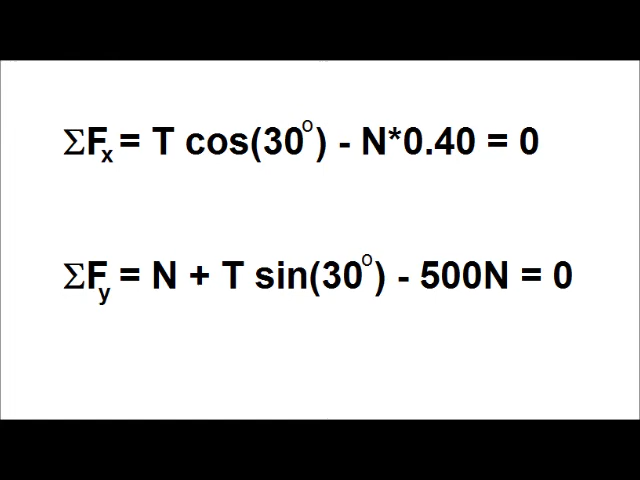 ΣFx = T cos(30°) - N*0.40 = 0
ΣFy = N + T sin(30°) - 500N = 0